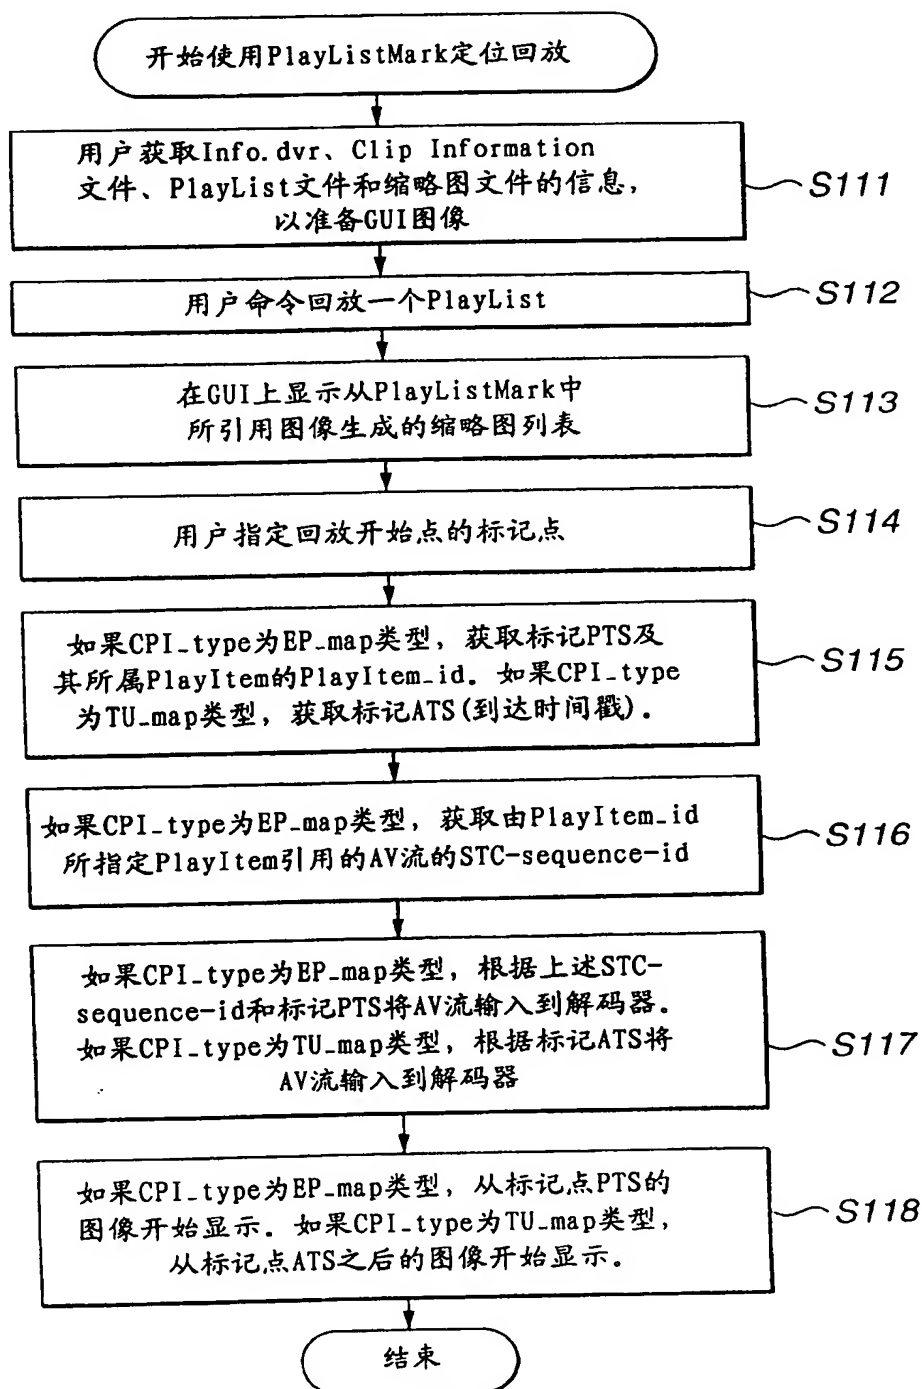 开始使用PlayListMark定位回放
用户获取Info.dvr、Clip Information
文件、PlayList文件和缩略图文件的信息，
以准备GUI图像
S111
用户命令回放一个PlayList
S112
在GUI上显示从PlayListMark中
所引用图像生成的缩略图列表
S113
用户指定回放开始点的标记点
S114
如果CPI_type为EP_map类型，获取标记PTS及
其所属PlayItem的PlayItem_id。如果CPI_type
为TU_map类型，获取标记ATS(到达时间戳)。
S115
如果CPI_type为EP_map类型，获取由PlayItem_id
所指定PlayItem引用的AV流的STC-sequence-id
S116
如果CPI_type为EP_map类型，根据上述STC-
sequence-id和标记PTS将AV流输入到解码器。
如果CPI_type为TU_map类型，根据标记ATS将
AV流输入到解码器
S117
如果CPI_type为EP_map类型，从标记点PTS的
图像开始显示。如果CPI_type为TU_map类型，
从标记点ATS之后的图像开始显示。
S118
结束